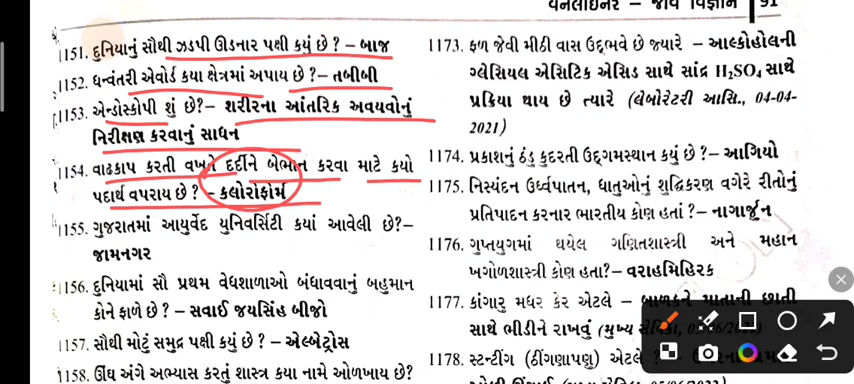 વનલાઇનર – જીવ વિજ્ઞાન 91
1151. દુનિયાનું સૌથી ઝડપી ઊડનાર પક્ષી કયું છે? – બાજ
1152. ધન્વંતરી એવોર્ડ કયા ક્ષેત્રમાં અપાય છે? – તબીબી
1153. એન્ડોસ્કોપી શું છે? – શરીરના આંતરિક અવયવોનું
નિરીક્ષણ કરવાનું સાધન
1154. વાઢકાપ કરતી વખતે દર્દીને બેભાન કરવા માટે કયો
પદાર્થ વપરાય છે? – કલોરોફોર્મ
1155. ગુજરાતમાં આયુર્વેદ યુનિવર્સિટી કયાં આવેલી છે? –
જામનગર
1156. દુનિયામાં સૌ પ્રથમ વેધશાળાઓ બંધાવવાનું બહુમાન
કોને ફાળે છે? – સવાઈ જયસિંહ બીજો
1157. સૌથી મોટું સમુદ્ર પક્ષી કયું છે? – એલ્બેટ્રોસ
1158. ઊંઘ અંગે અભ્યાસ કરતું શાસ્ત્ર કયા નામે ઓળખાય છે?
1173. ફળ જેવી મીઠી વાસ ઉદ્દભવે છે જ્યારે – આલ્કોહોલની
ગ્લેસિયલ એસિટિક એસિડ સાથે સાંદ્ર H₂SO₄ સાથે
પ્રક્રિયા થાય છે ત્યારે (લેબોરેટરી આસિ., 04-04-
2021)
1174. પ્રકાશનું ઠંડુ કુદરતી ઉદ્દગમસ્થાન કયું છે? – આગિયો
1175. નિસ્યંદન ઉર્ધ્વપાતન, ધાતુઓનું શુદ્ધિકરણ વગેરે રીતોનું
પ્રતિપાદન કરનાર ભારતીય કોણ હતાં? – નાગાર્જુન
1176. ગુપ્તયુગમાં થયેલ ગણિતશાસ્ત્રી અને મહાન
ખગોળશાસ્ત્રી કોણ હતા? – વરાહમિહિરક
1177. કાંગારુ મધર કેર એટલે – બાળકને માતાની છાતી
સાથે ભીડીને રાખવું (મુખ્ય
1178. સ્ટન્ટીંગ (ઠીંગણાપણુ) એટલે